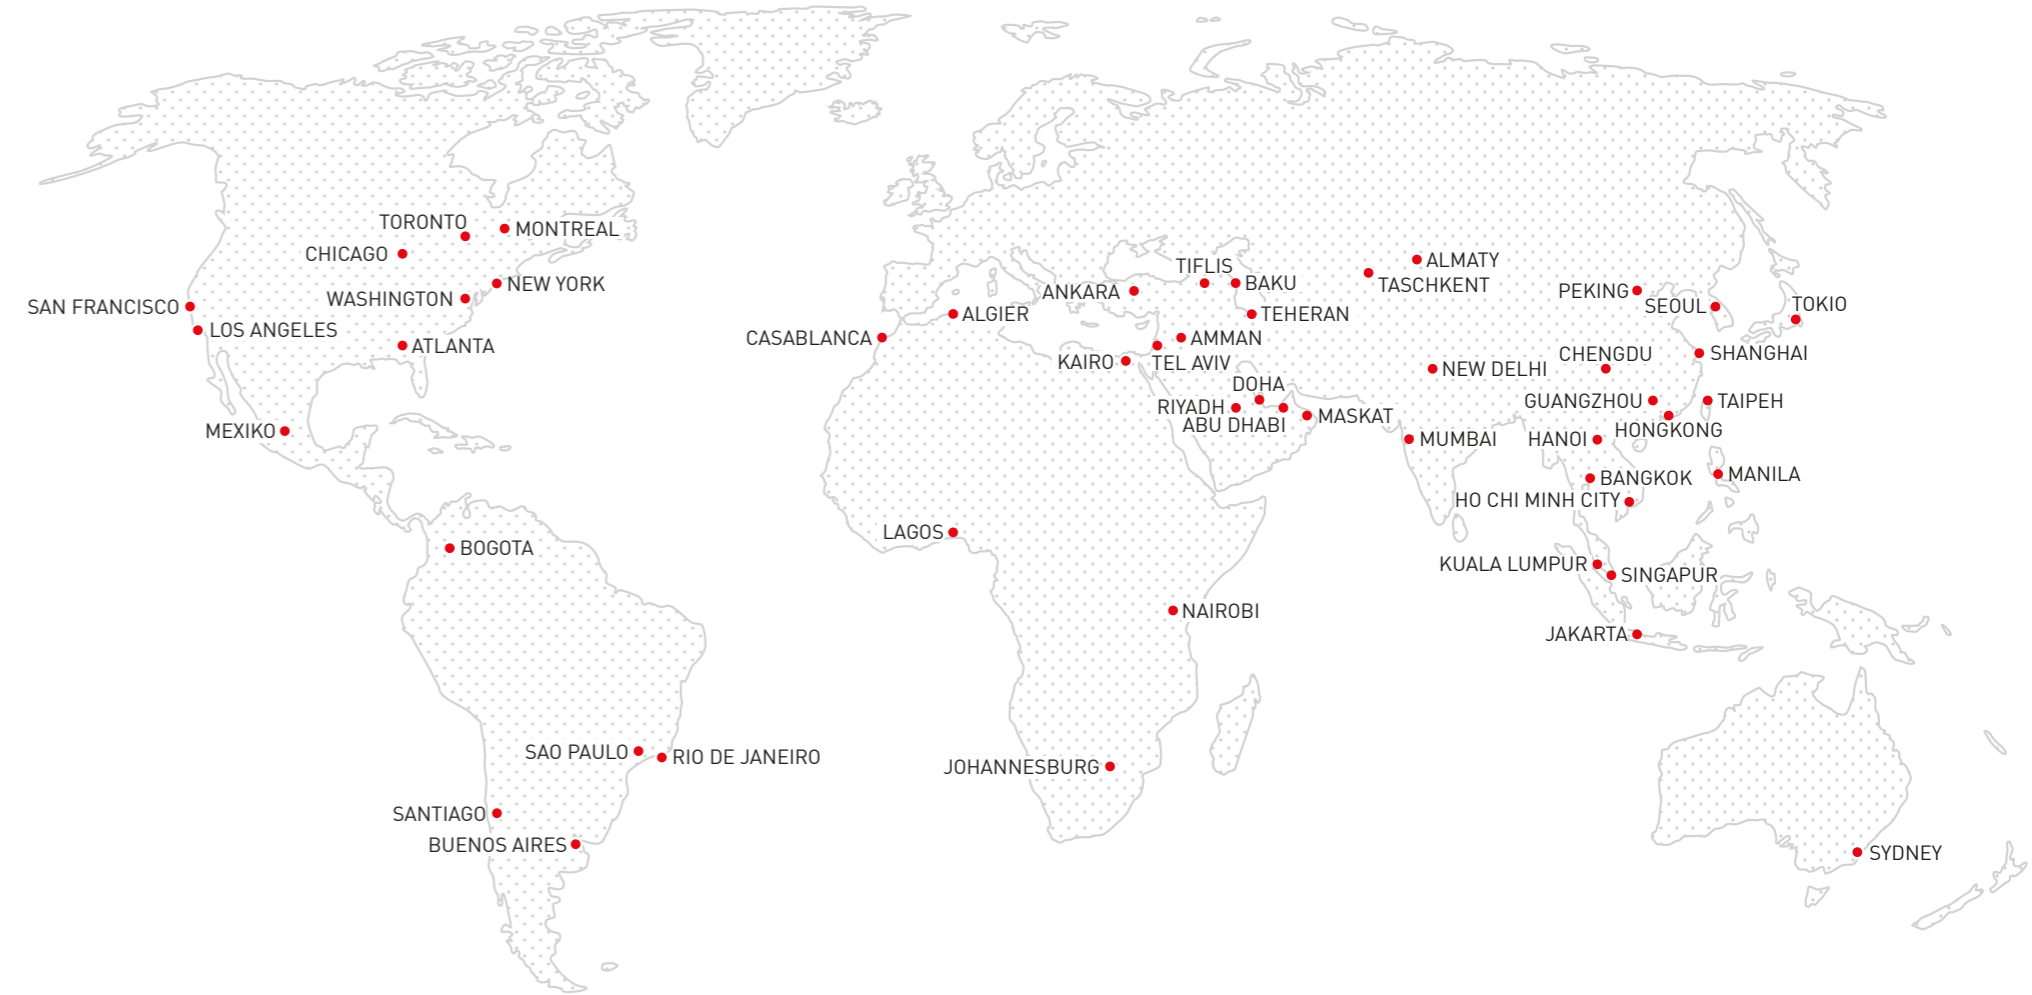 TORONTO
MONTREAL
CHICAGO
NEW YORK
WASHINGTON
SAN FRANCISCO
LOS ANGELES
ATLANTA
MEXIKO
BOGOTA
SAO PAULO
RIO DE JANEIRO
SANTIAGO
BUENOS AIRES
ALMATY
TIFLIS
BAKU
TASCHKENT
ANKARA
ALGIER
TEHERAN
CASABLANCA
AMMAN
KAIRO
TEL AVIV
DOHA
RIYADH
ABU DHABI
MASKAT
LAGOS
NAIROBI
JOHANNESBURG
PEKING
SEOUL
TOKIO
CHENGDU
SHANGHAI
NEW DELHI
GUANGZHOU
TAIPEH
HONGKONG
MUMBAI
HANOI
BANGKOK
MANILA
HO CHI MINH CITY
KUALA LUMPUR
SINGAPUR
JAKARTA
SYDNEY